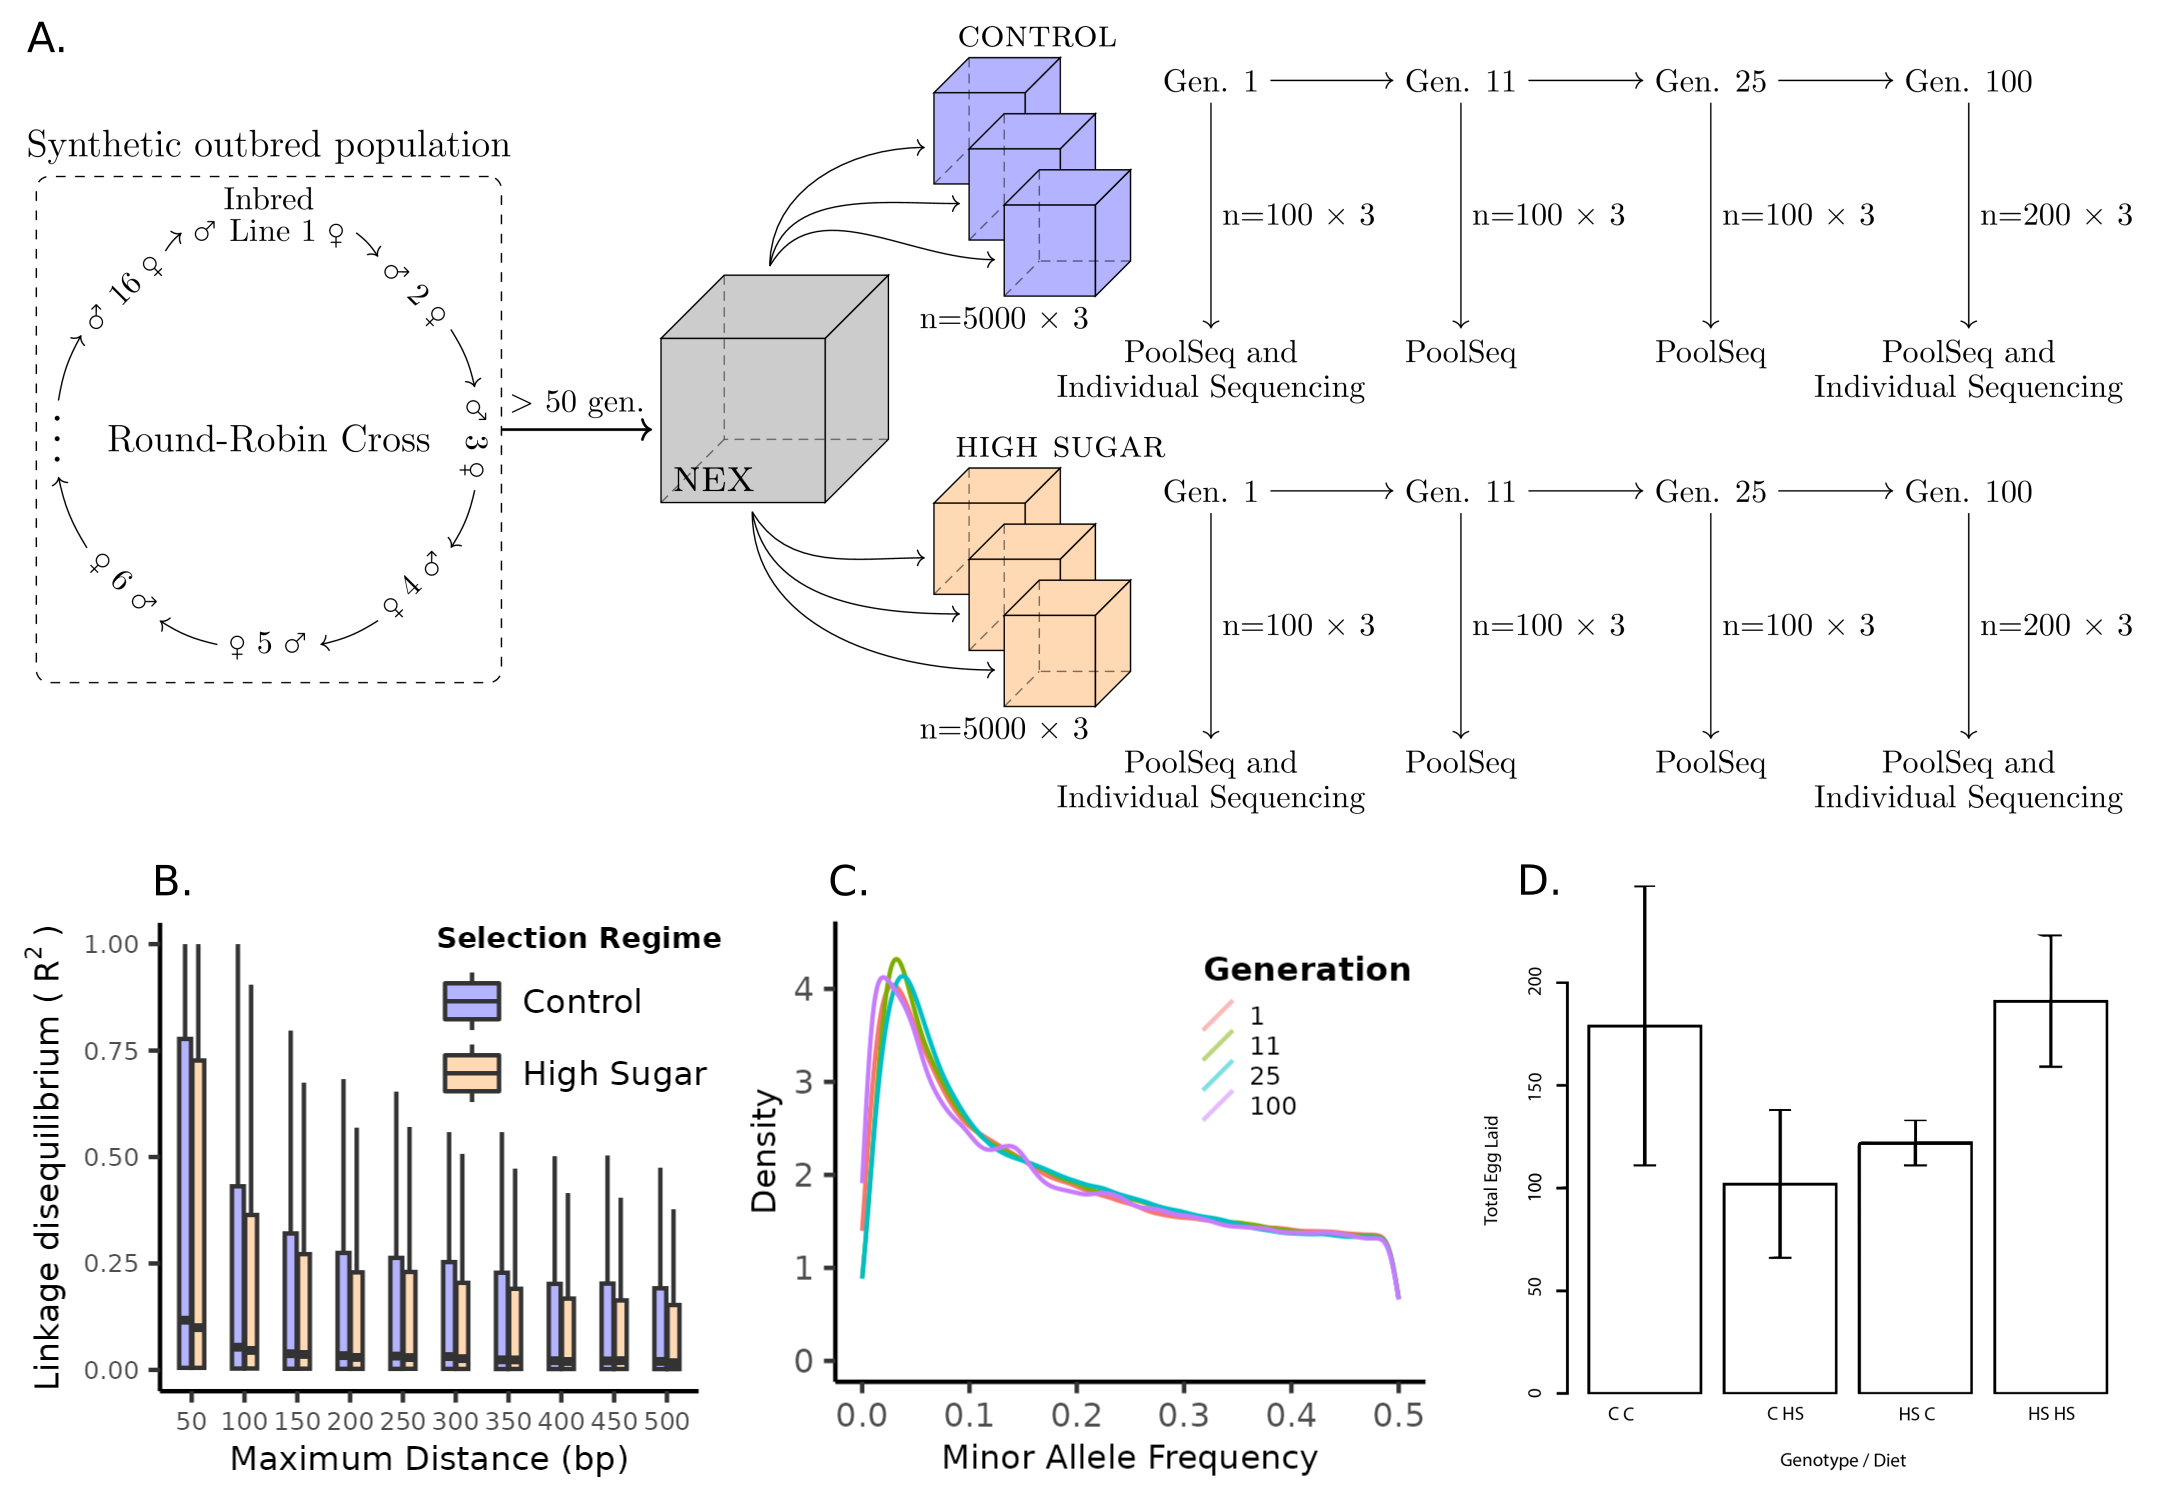 A.
Synthetic outbred population
Inbred
♂ Line 1 ♀
♂ 2 ♀
♂ 3 ♀
♂ 4 ♀
♂ 5 ♀
♂ 6 ♀
...
♂ 16 ♀
Round-Robin Cross
> 50 gen.
NEX
CONTROL
n=5000 × 3
Gen. 1
Gen. 11
Gen. 25
Gen. 100
n=100 × 3
n=100 × 3
n=100 × 3
n=200 × 3
PoolSeq and
Individual Sequencing
PoolSeq
PoolSeq
PoolSeq and
Individual Sequencing
HIGH SUGAR
n=5000 × 3
Gen. 1
Gen. 11
Gen. 25
Gen. 100
n=100 × 3
n=100 × 3
n=100 × 3
n=200 × 3
PoolSeq and
Individual Sequencing
PoolSeq
PoolSeq
PoolSeq and
Individual Sequencing
B.
Linkage disequilibrium ( R² )
1.00
0.75
0.50
0.25
0.00
Selection Regime
Control
High Sugar
50 100 150 200 250 300 350 400 450 500
Maximum Distance (bp)
C.
Density
4
3
2
1
0
Generation
1
11
25
100
0.0 0.1 0.2 0.3 0.4 0.5
Minor Allele Frequency
D.
Total Egg Laid
200
150
100
50
0
C C
C HS
HS C
HS HS
Genotype / Diet